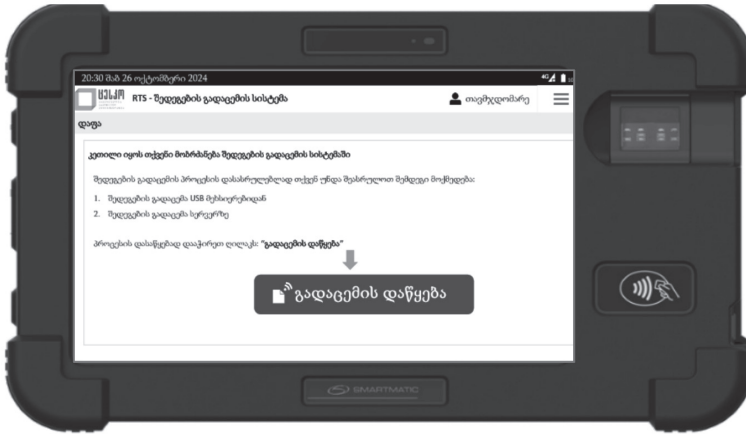 20:30 შაბ 26 ოქტომბერი 2024
4G
ცესკო
RTS - შედეგების გადაცემის სისტემა
თავმჯდომარე
დაფა
კეთილი იყოს თქვენი მობრძანება შედეგების გადაცემის სისტემაში
შედეგების გადაცემის პროცესის დასასრულებლად თქვენ უნდა შეასრულოთ შემდეგი მოქმედება:
1. შედეგების გადაცემა USB მეხსიერებიდან
2. შედეგების გადაცემა სერვერზე
პროცესის დასაწყებად დააჭირეთ ღილაკს: "გადაცემის დაწყება"
გადაცემის დაწყება
SMARTMATIC